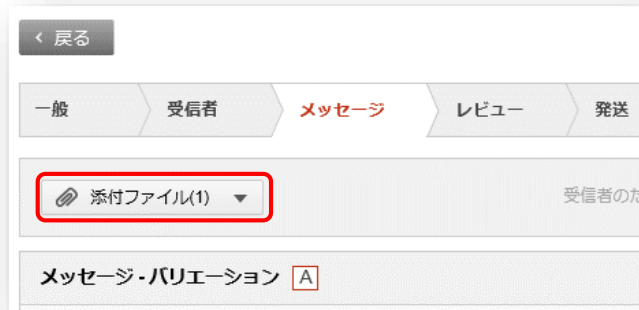 戻る
一般 受信者 メッセージ レビュー 発送
添付ファイル(1) 受信者の
メッセージ - バリエーション A